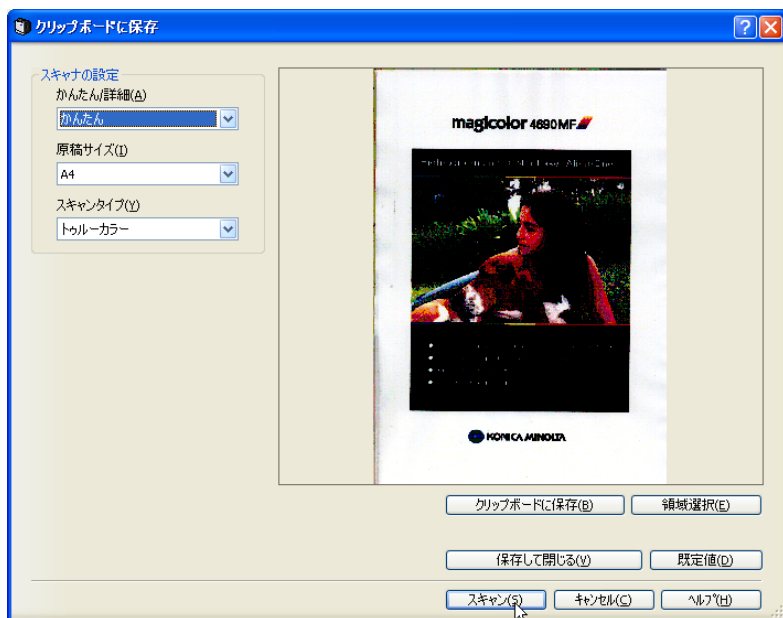 クリップボードに保存
スキャナの設定
かんたん/詳細(A)
かんたん
原稿サイズ(I)
A4
スキャンタイプ(Y)
トゥルーカラー
magicolor 4690MF
KONICA MINOLTA
クリップボードに保存(B)
領域選択(E)
保存して閉じる(V)
既定値(D)
スキャン(S)
キャンセル(C)
ヘルプ(H)